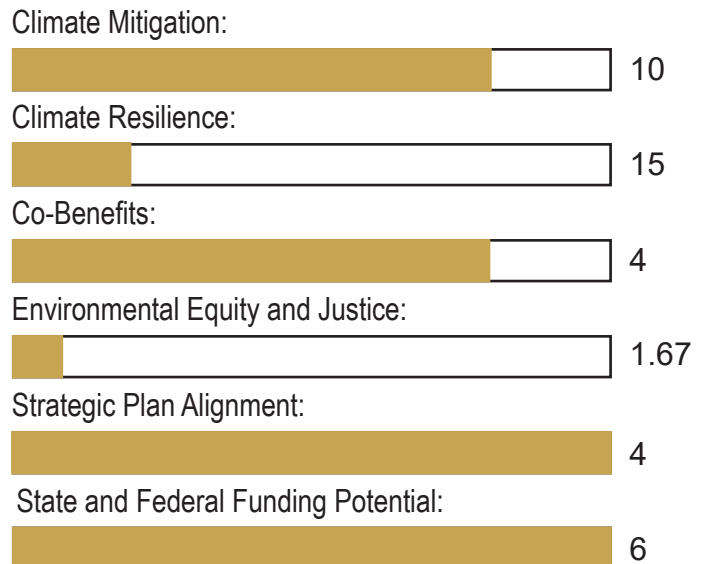 Climate Mitigation:
10
Climate Resilience:
15
Co-Benefits:
4
Environmental Equity and Justice:
1.67
Strategic Plan Alignment:
4
State and Federal Funding Potential:
6